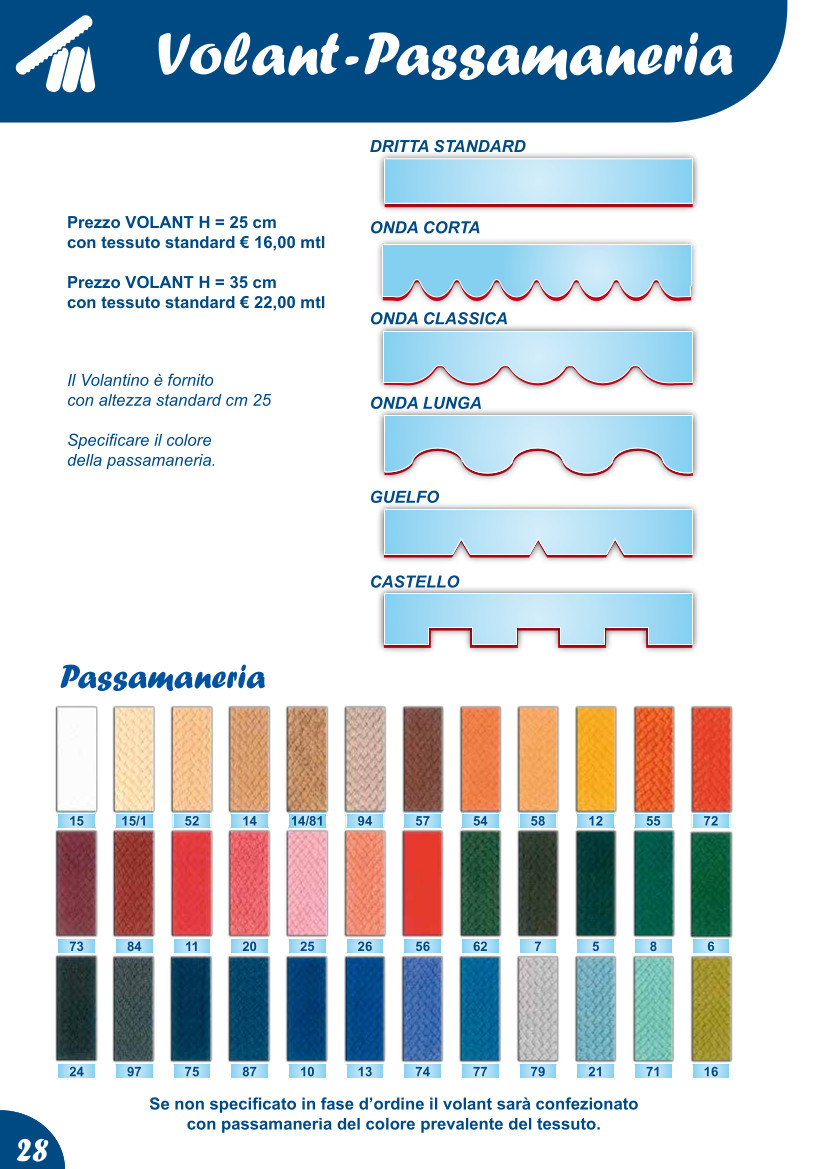 Volant-Passamaneria
Prezzo VOLANT H = 25 cm
con tessuto standard € 16,00 mtl
Prezzo VOLANT H = 35 cm
con tessuto standard € 22,00 mtl
Il Volantino è fornito
con altezza standard cm 25
Specificare il colore
della passamaneria.
DRITTA STANDARD
ONDA CORTA
ONDA CLASSICA
ONDA LUNGA
GUELFO
CASTELLO
Passamaneria
15 15/1 52 14 14/81 94 57 54 58 12 55 72
73 84 11 20 25 26 56 62 7 5 8 6
24 97 75 87 10 13 74 77 79 21 71 16
Se non specificato in fase d’ordine il volant sarà confezionato
con passamaneria del colore prevalente del tessuto.
28